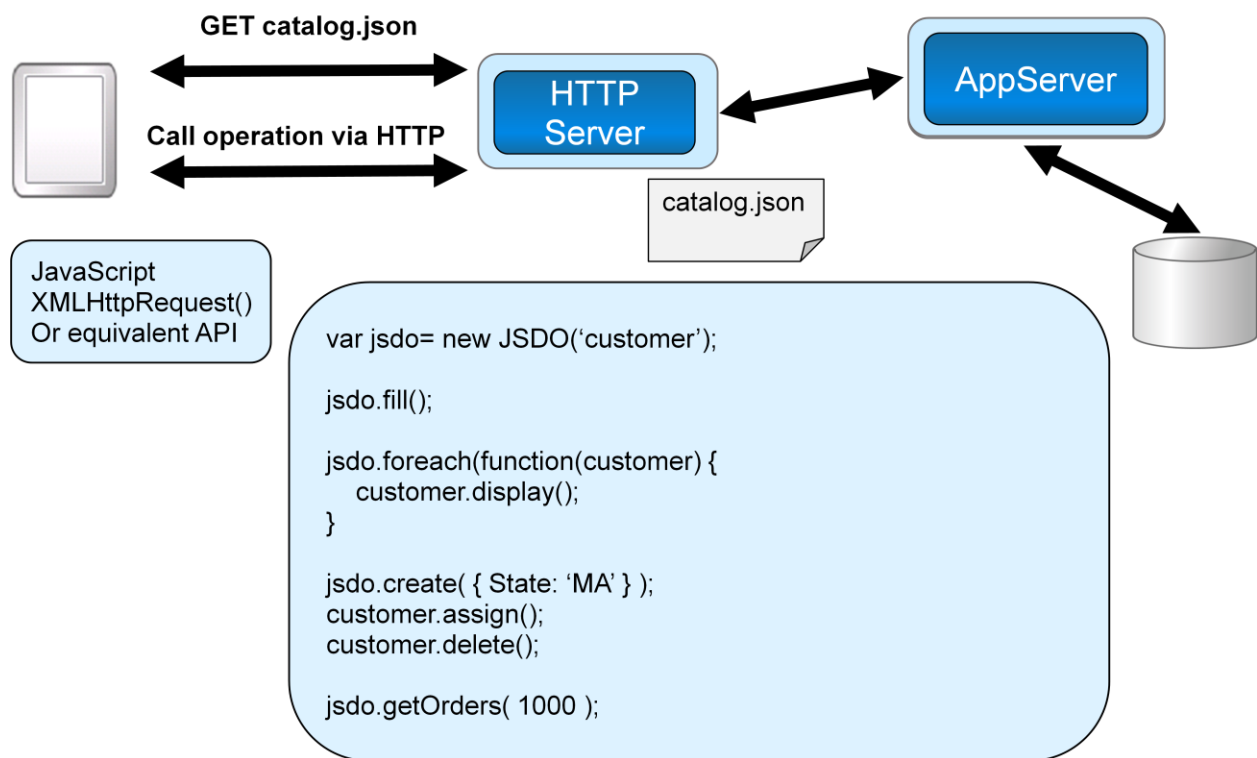 GET catalog.json
HTTP
Server
AppServer
Call operation via HTTP
catalog.json
JavaScript
XMLHttpRequest()
Or equivalent API
var jsdo= new JSDO(‘customer’);
jsdo.fill();
jsdo.foreach(function(customer) {
customer.display();
}
jsdo.create( { State: ‘MA’ } );
customer.assign();
customer.delete();
jsdo.getOrders( 1000 );